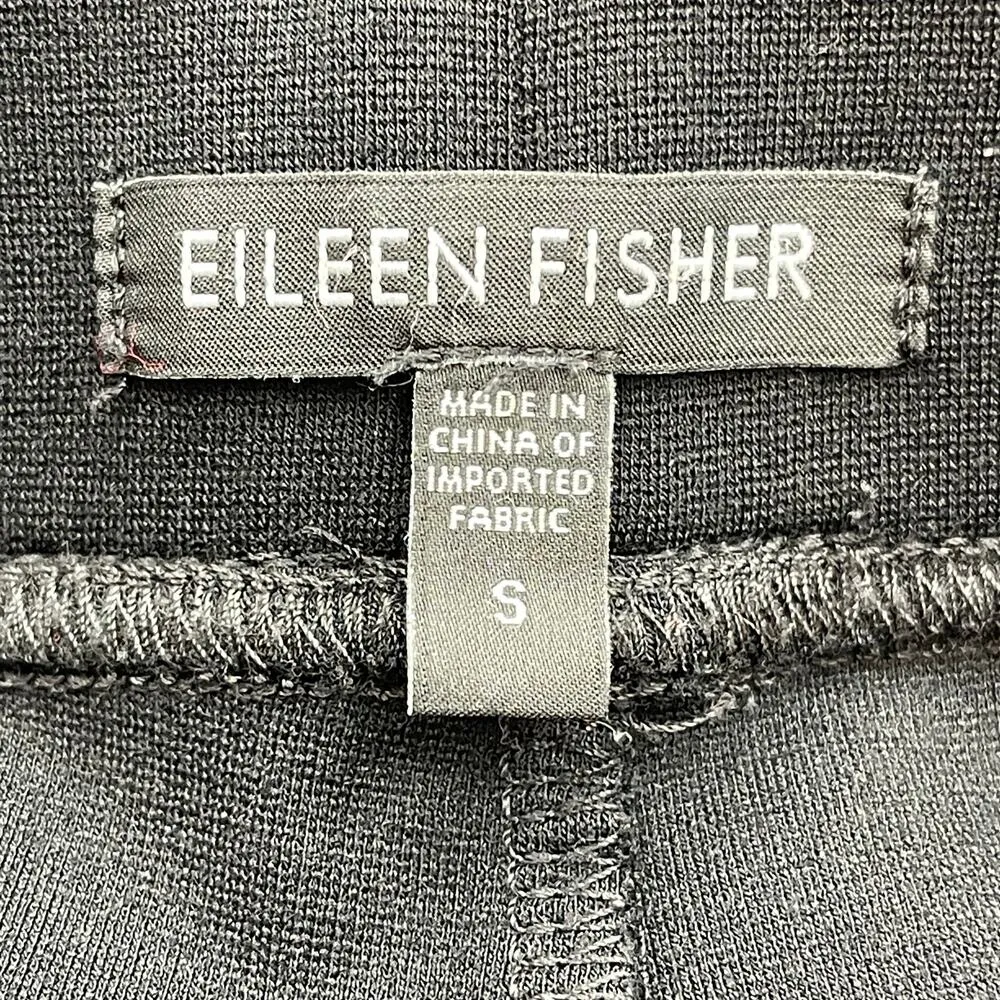 EILEEN FISHER
MADE IN
CHINA OF
IMPORTED
FABRIC
S